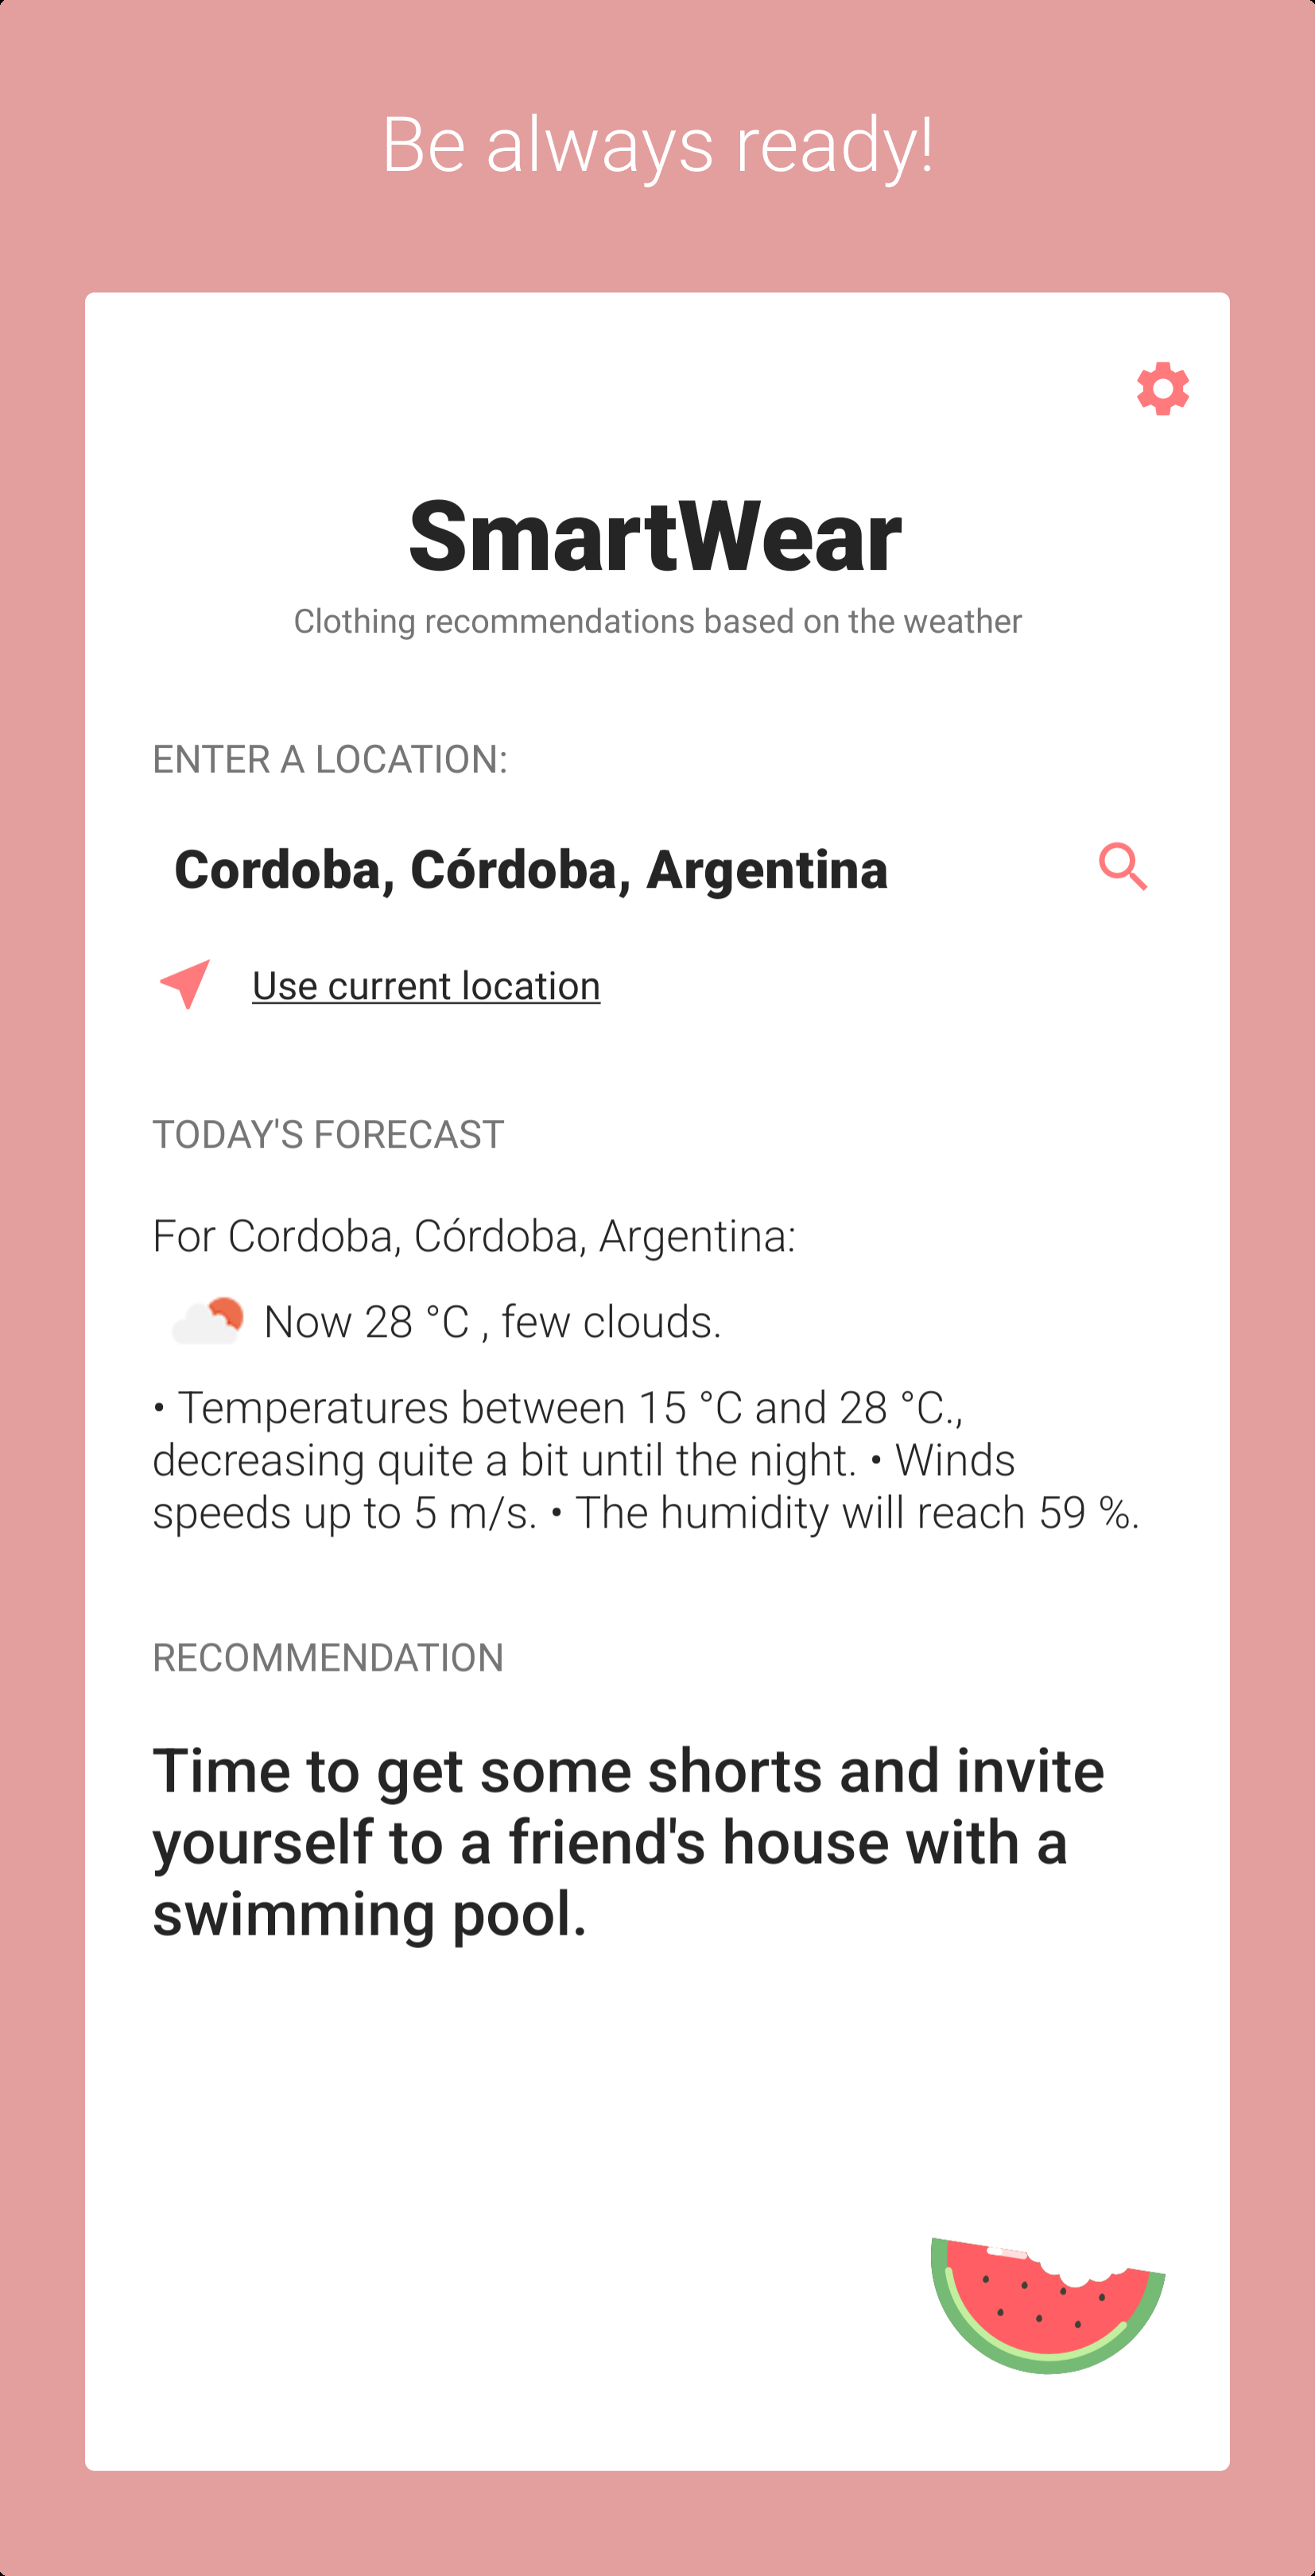 Be always ready!
SmartWear
Clothing recommendations based on the weather
ENTER A LOCATION:
Cordoba, Córdoba, Argentina
Use current location
TODAY'S FORECAST
For Cordoba, Córdoba, Argentina:
Now 28 °C , few clouds.
• Temperatures between 15 °C and 28 °C.,
decreasing quite a bit until the night. • Winds
speeds up to 5 m/s. • The humidity will reach 59 %.
RECOMMENDATION
Time to get some shorts and invite
yourself to a friend's house with a
swimming pool.